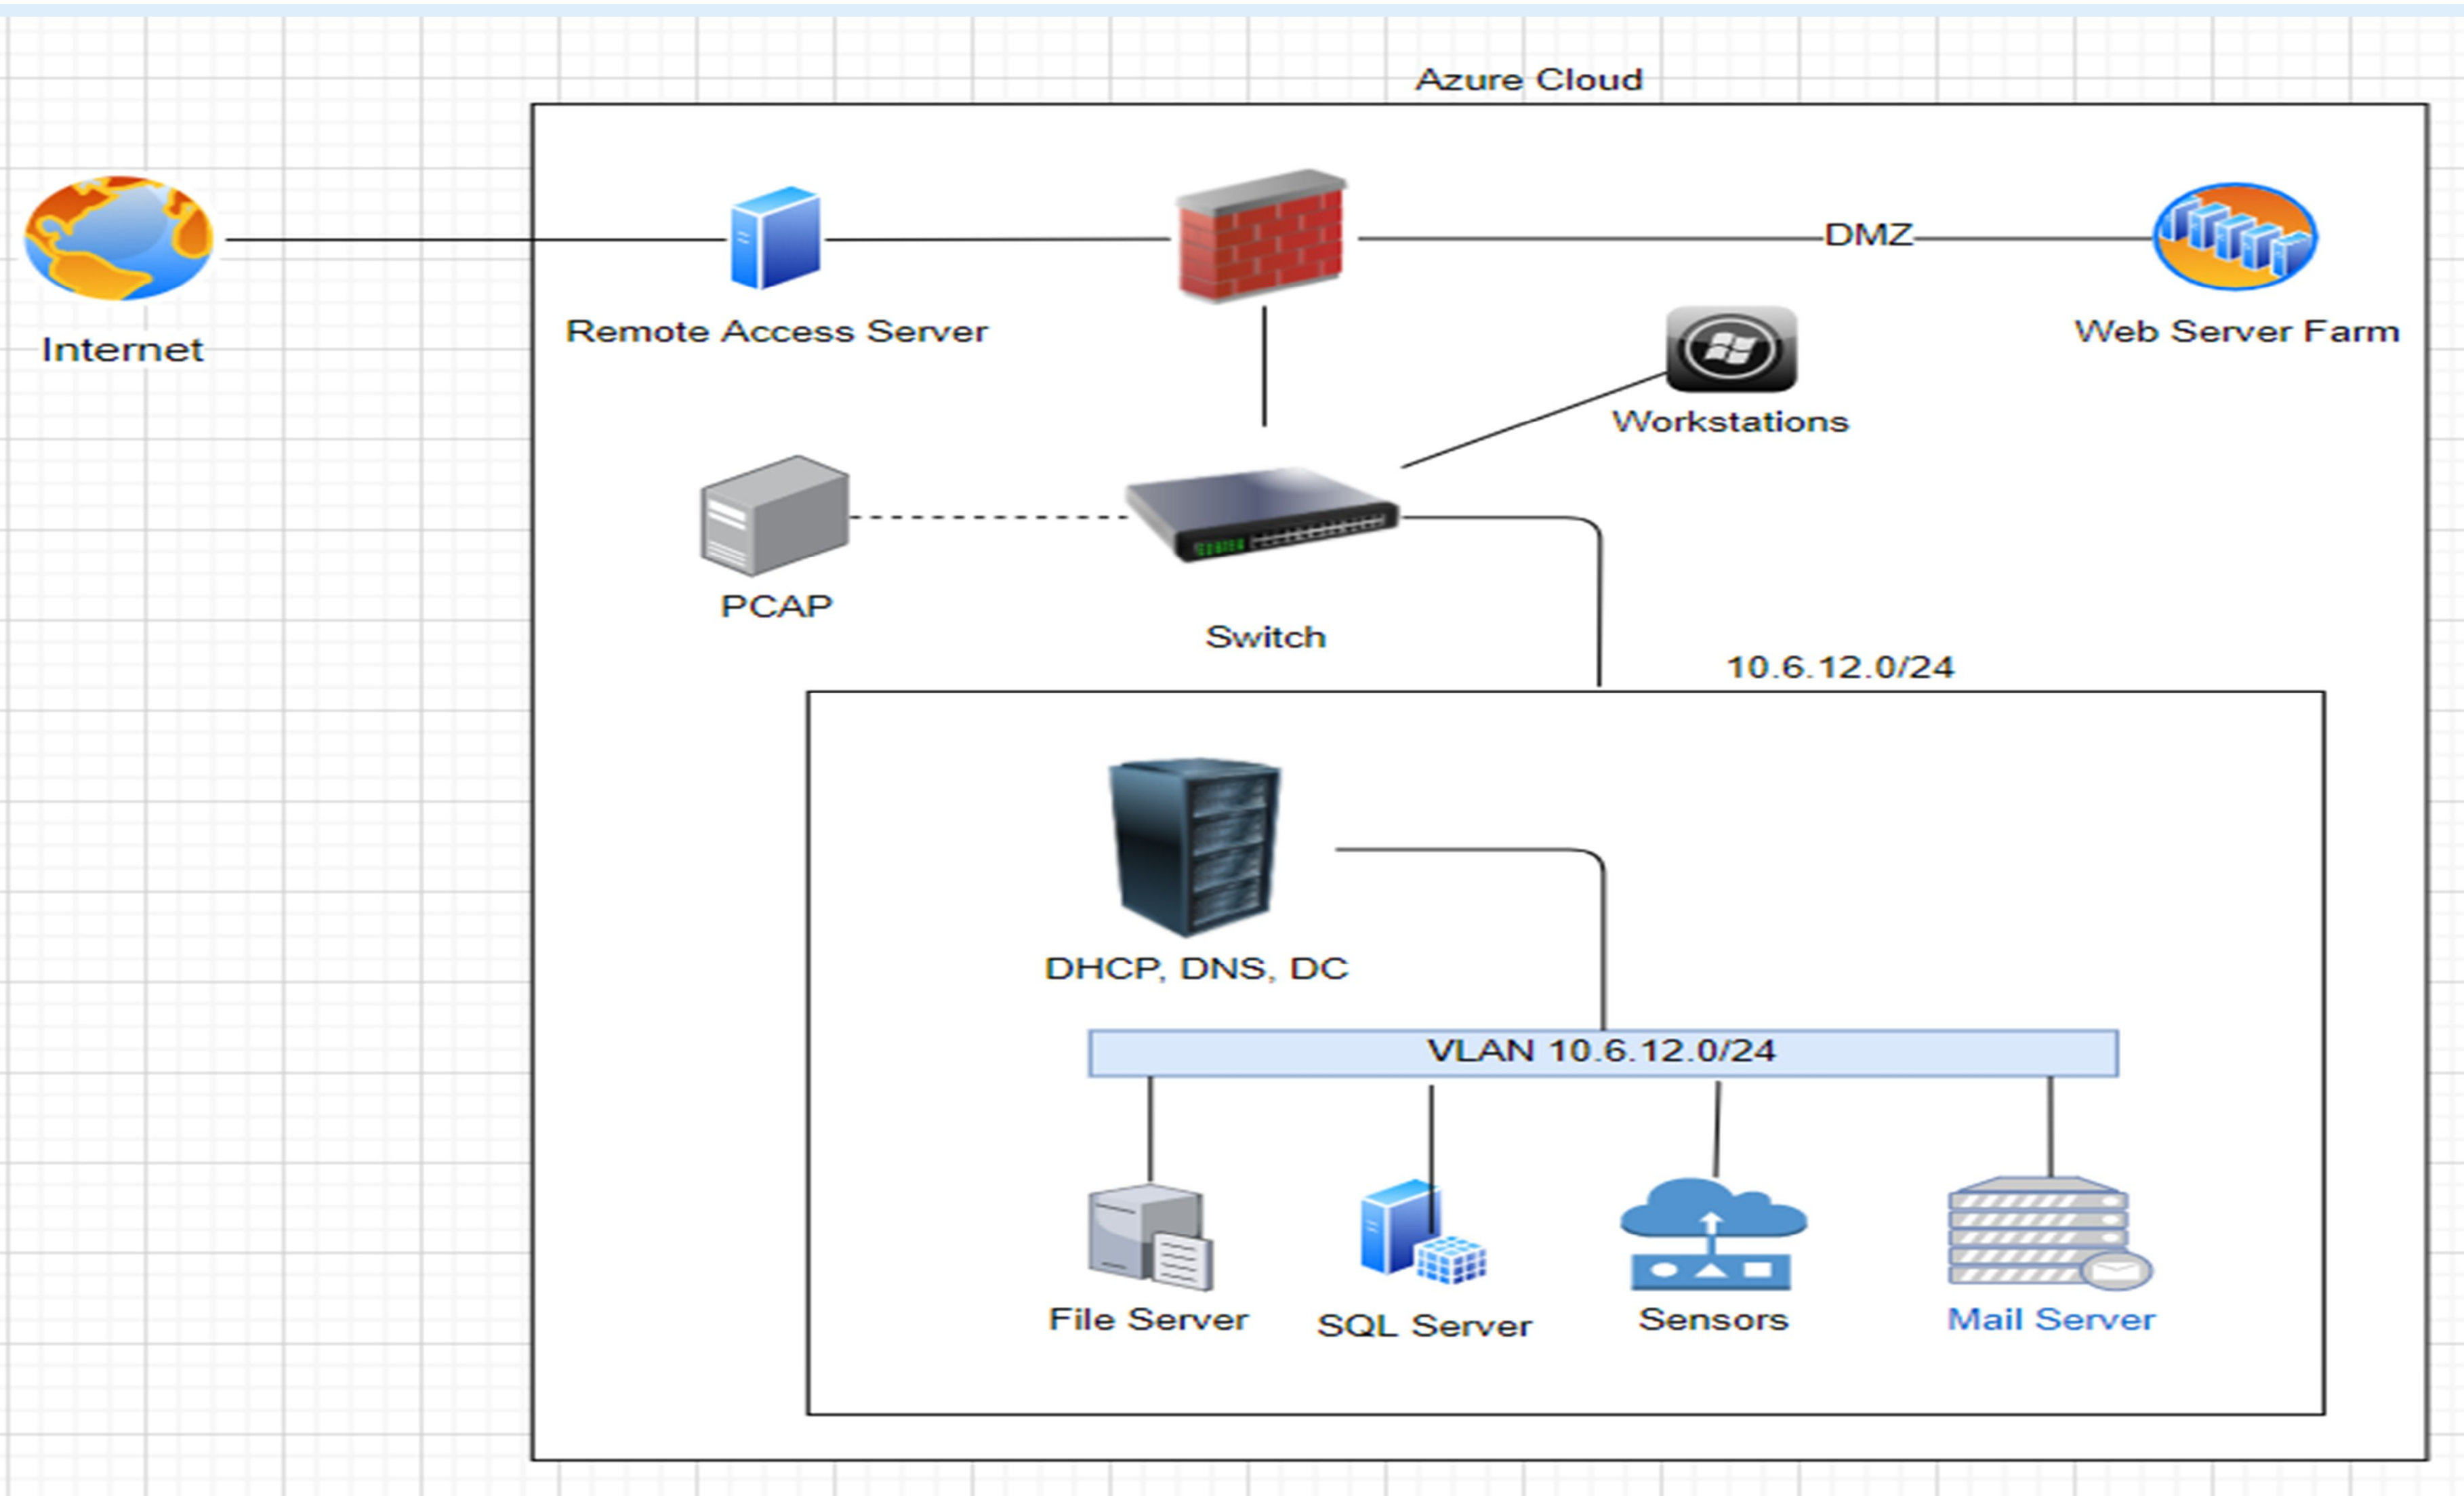 Azure Cloud
Internet
Remote Access Server
DMZ
Web Server Farm
Workstations
PCAP
Switch
10.6.12.0/24
DHCP, DNS, DC
VLAN 10.6.12.0/24
File Server
SQL Server
Sensors
Mail Server